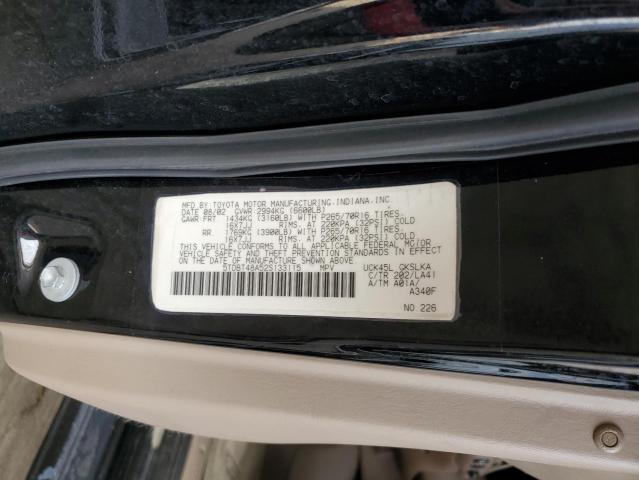 MFD. BY: TOYOTA MOTOR MANUFACTURING, INDIANA, INC.
DATE 08/02 GVWR 2994KG (6600LB)
GAWR FRT 1434KG (3160LB) WITH P265/70R16 TIRES,
16X7JJ RIMS, AT 220KPA (32PSI) COLD
RR 1769KG (3900LB) WITH P265/70R16 TIRES,
16X7JJ RIMS, AT 220KPA (32PSI) COLD
THIS VEHICLE CONFORMS TO ALL APPLICABLE FEDERAL MOTOR
VEHICLE SAFETY, BUMPER, AND THEFT PREVENTION STANDARDS
IN EFFECT ON THE DATE OF MANUFACTURE SHOWN ABOVE.
5TDBT48A52S133115 MPV
UCK45L GKSLKA
C/TR 202/LA41
A/TM A01A/
A340F
NO. 226